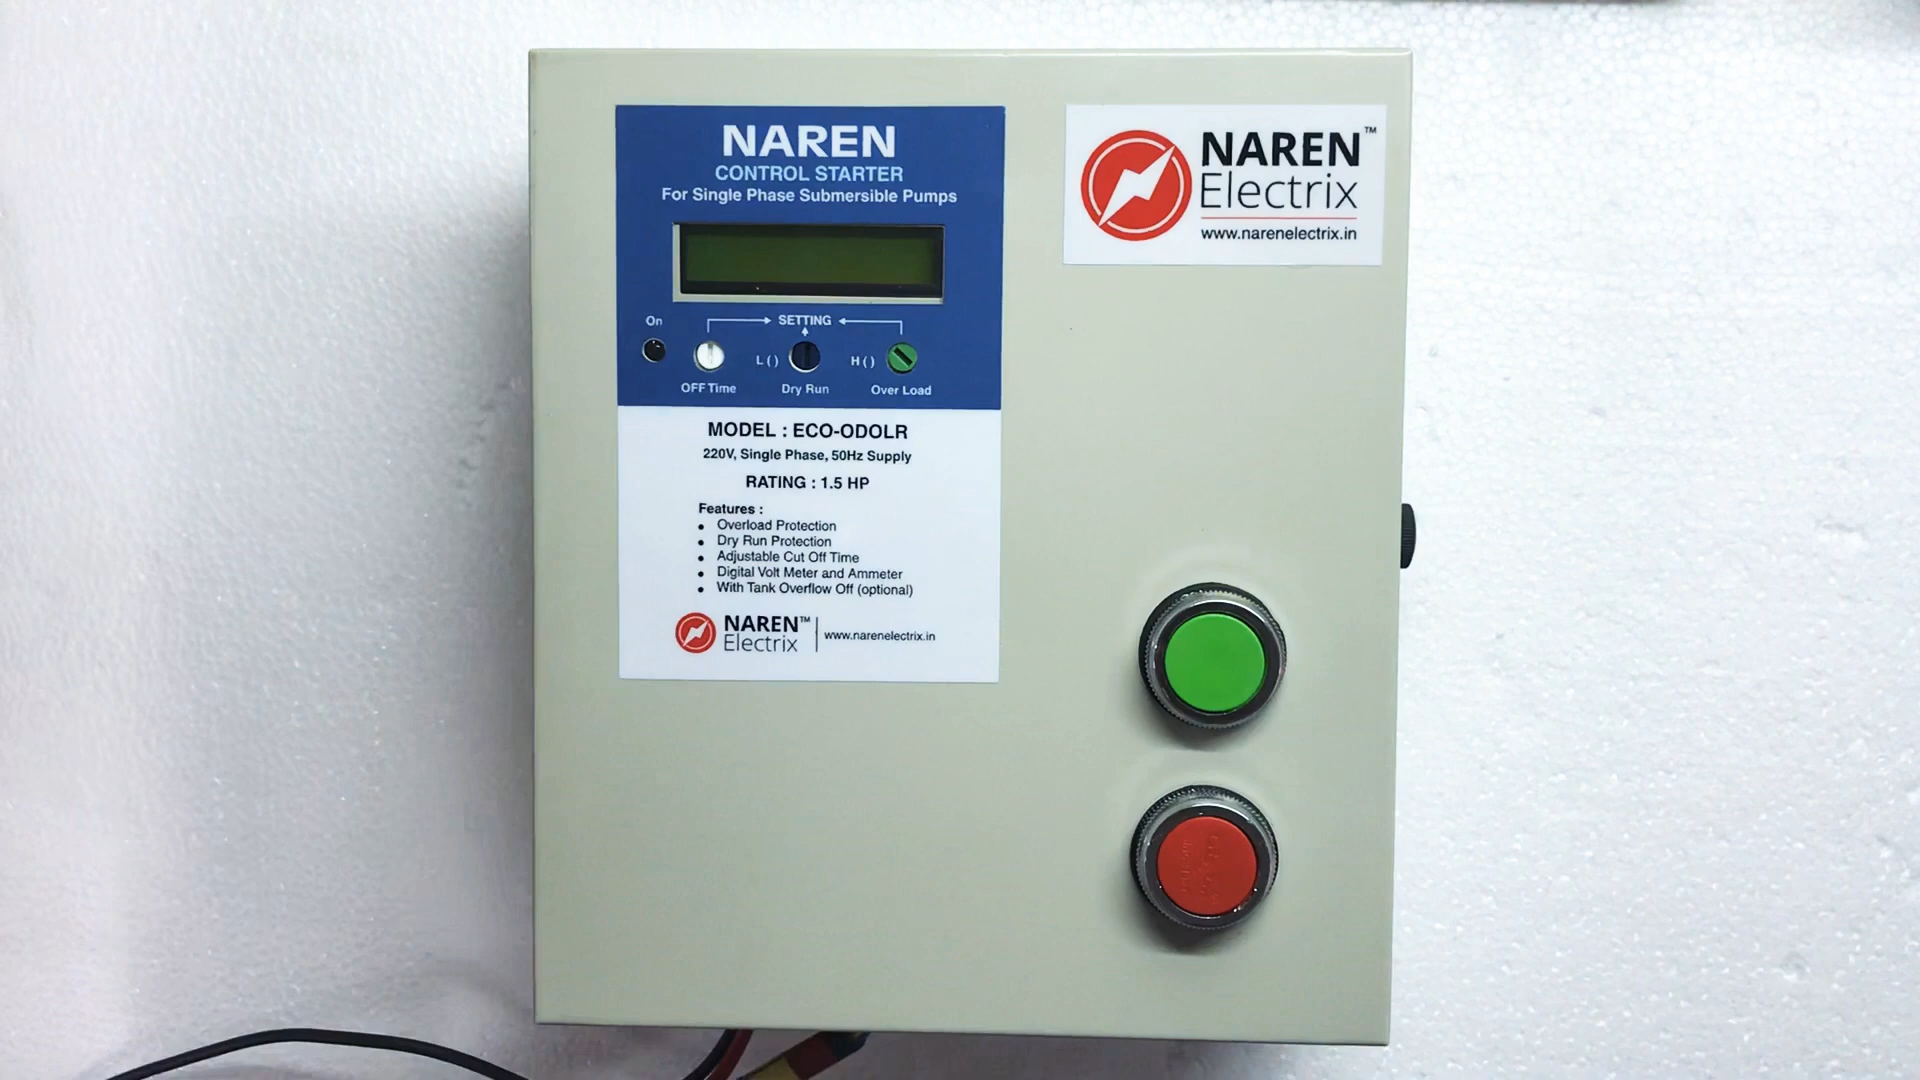 NAREN
CONTROL STARTER
For Single Phase Submersible Pumps
On
SETTING
L ( )
H ( )
OFF Time
Dry Run
Over Load
MODEL : ECO-ODOLR
220V, Single Phase, 50Hz Supply
RATING : 1.5 HP
Features :
• Overload Protection
• Dry Run Protection
• Adjustable Cut Off Time
• Digital Volt Meter and Ammeter
• With Tank Overflow Off (optional)
NAREN™
Electrix
www.narenelectrix.in
NAREN™
Electrix
www.narenelectrix.in